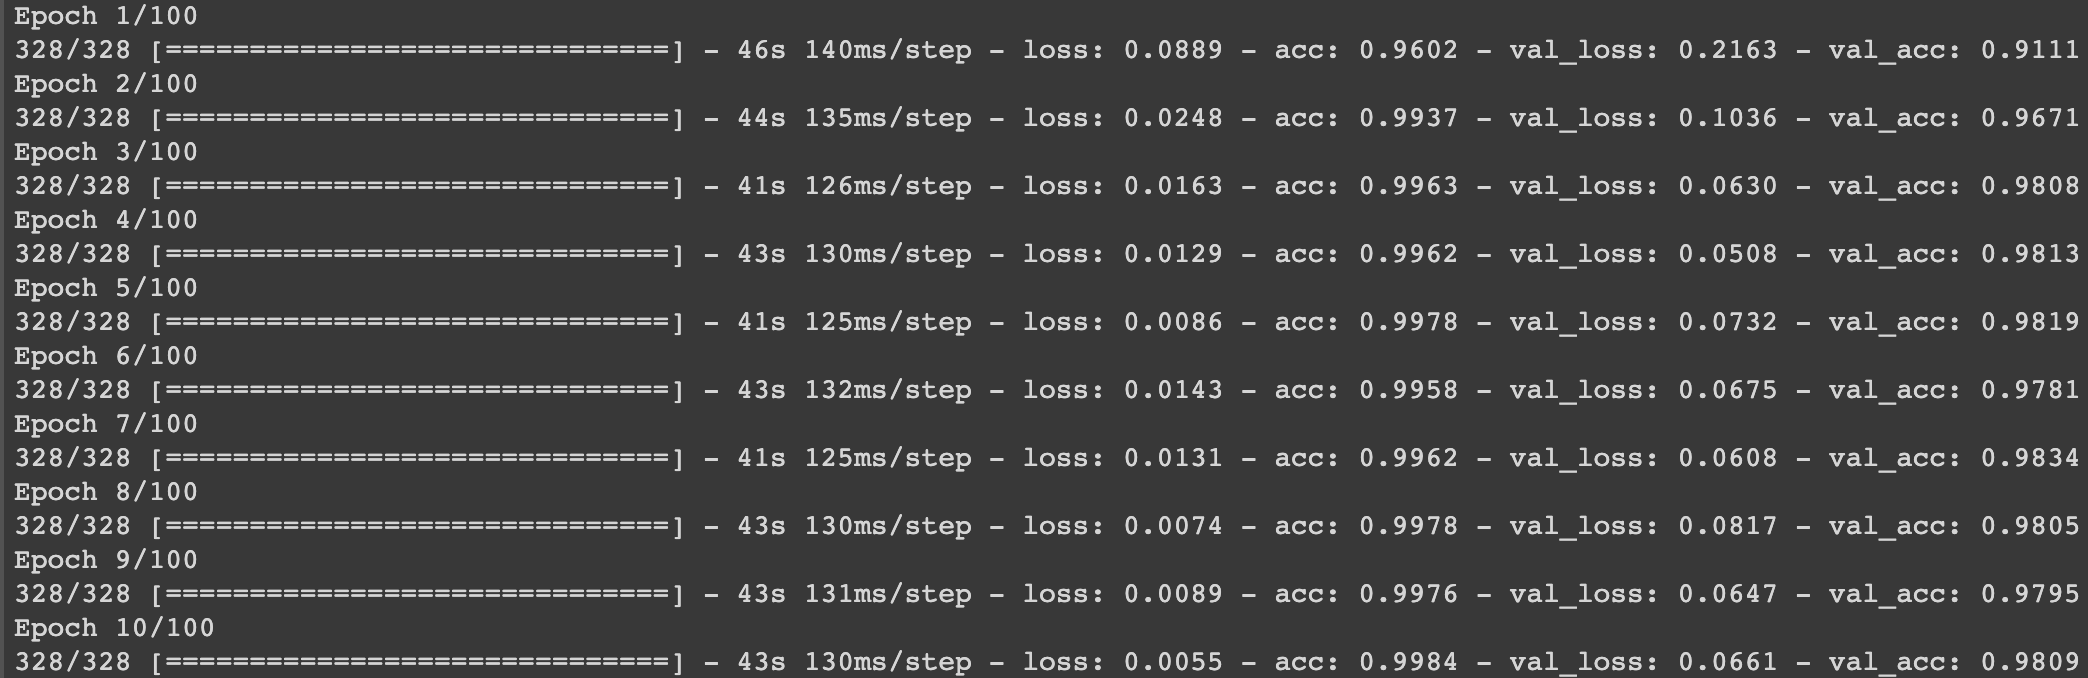 Epoch 1/100
328/328 [==============================] - 46s 140ms/step - loss: 0.0889 - acc: 0.9602 - val_loss: 0.2163 - val_acc: 0.9111
Epoch 2/100
328/328 [==============================] - 44s 135ms/step - loss: 0.0248 - acc: 0.9937 - val_loss: 0.1036 - val_acc: 0.9671
Epoch 3/100
328/328 [==============================] - 41s 126ms/step - loss: 0.0163 - acc: 0.9963 - val_loss: 0.0630 - val_acc: 0.9808
Epoch 4/100
328/328 [==============================] - 43s 130ms/step - loss: 0.0129 - acc: 0.9962 - val_loss: 0.0508 - val_acc: 0.9813
Epoch 5/100
328/328 [==============================] - 41s 125ms/step - loss: 0.0086 - acc: 0.9978 - val_loss: 0.0732 - val_acc: 0.9819
Epoch 6/100
328/328 [==============================] - 43s 132ms/step - loss: 0.0143 - acc: 0.9958 - val_loss: 0.0675 - val_acc: 0.9781
Epoch 7/100
328/328 [==============================] - 41s 125ms/step - loss: 0.0131 - acc: 0.9962 - val_loss: 0.0608 - val_acc: 0.9834
Epoch 8/100
328/328 [==============================] - 43s 130ms/step - loss: 0.0074 - acc: 0.9978 - val_loss: 0.0817 - val_acc: 0.9805
Epoch 9/100
328/328 [==============================] - 43s 131ms/step - loss: 0.0089 - acc: 0.9976 - val_loss: 0.0647 - val_acc: 0.9795
Epoch 10/100
328/328 [==============================] - 43s 130ms/step - loss: 0.0055 - acc: 0.9984 - val_loss: 0.0661 - val_acc: 0.9809